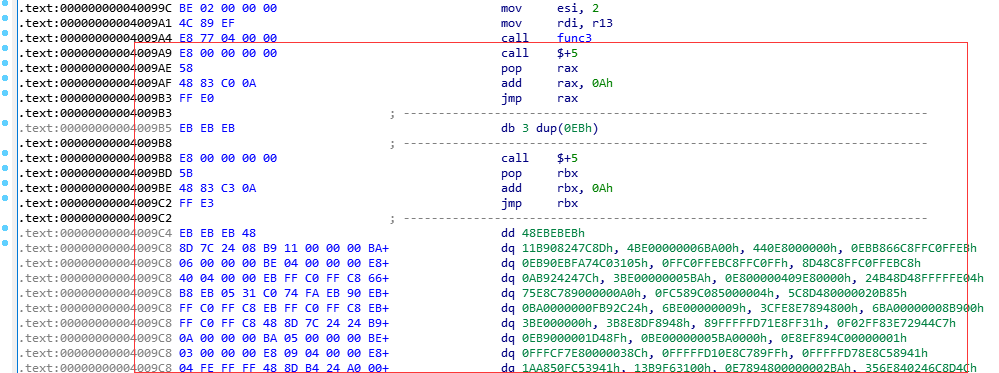 .text:000000000040099C BE 02 00 00 00 mov esi, 2
.text:00000000004009A1 4C 89 EF mov rdi, r13
.text:00000000004009A4 E8 77 04 00 00 call func3
.text:00000000004009A9 E8 00 00 00 00 call $+5
.text:00000000004009AE 58 pop rax
.text:00000000004009AF 48 83 C0 0A add rax, 0Ah
.text:00000000004009B3 FF E0 jmp rax
.text:00000000004009B3 ; ---------------------------------------------------------------------------
.text:00000000004009B5 EB EB EB db 3 dup(0EBh)
.text:00000000004009B8 ; ---------------------------------------------------------------------------
.text:00000000004009B8 E8 00 00 00 00 call $+5
.text:00000000004009BD 5B pop rbx
.text:00000000004009BE 48 83 C3 0A add rbx, 0Ah
.text:00000000004009C2 FF E3 jmp rbx
.text:00000000004009C2 ; ---------------------------------------------------------------------------
.text:00000000004009C4 EB EB EB 48 dd 48EBEBEBh
.text:00000000004009C8 8D 7C 24 08 B9 11 00 00 00 BA+ dq 11B908247C8Dh, 4BE00000006BA00h, 440E8000000h, 0EBB866C8FFC0FFEBh
.text:00000000004009C8 06 00 00 00 BE 04 00 00 00 E8+ dq 0EB90EBFA74C03105h, 0FFC0FFEBC8FFC0FFh, 8D48C8FFC0FFEBC8h
.text:00000000004009C8 40 04 00 00 00 EB FF C0 FF C8 66+ dq 0AB924247Ch, 3BE00000005BAh, 0E800000409E80000h, 24B48D48FFFFFE04h
.text:00000000004009C8 B8 EB 05 31 C0 74 FA EB 90 EB+ dq 75E8C789000000A0h, 0FC589C085000004h, 5C8D480000020B85h
.text:00000000004009C8 FF C0 FF C8 EB FF C0 FF C8 EB+ dq 0BA0000000FB92C24h, 6BE00000009h, 3CFE8E7894800h, 6BA00000008B900h
.text:00000000004009C8 FF C0 FF C8 48 8D 7C 24 24 B9+ dq 3BE000000h, 3B8E8DF8948h, 89FFFFFD71E8FF31h, 0F02FF83E72944C7h
.text:00000000004009C8 0A 00 00 00 BA 05 00 00 00 BE+ dq 0EB9000001D48Fh, 0BE00000005BA0000h, 0E8EF894C00000001h
.text:00000000004009C8 03 00 00 00 E8 09 04 00 00 E8+ dq 0FFFCF7E80000038Ch, 0FFFFFD10E8C789FFh, 0FFFFFD78E8C58941h
.text:00000000004009C8 04 FE FF FF 48 8D B4 24 A0 00+ dq 1AA850FC53941h, 13B9F63100h, 0E7894800000002BAh, 356E840246C8D4Ch